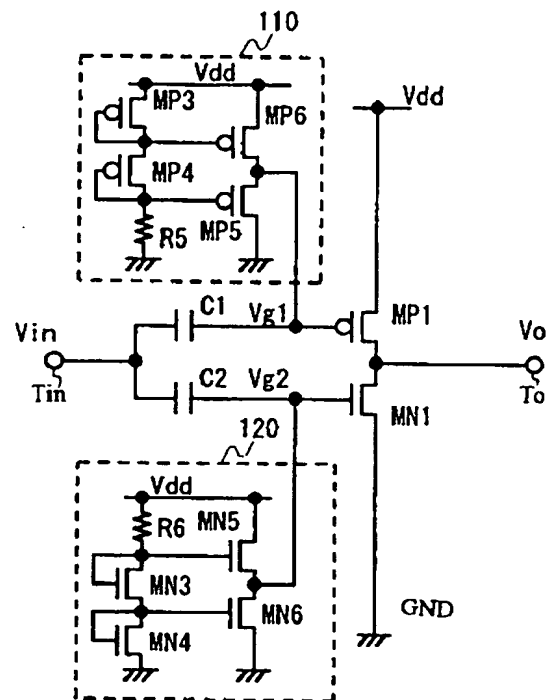 110
Vdd
MP3
MP6
Vdd
MP4
MP5
R5
C1
Vg1
MP1
Vin
Vo
Tin
C2
Vg2
To
MN1
120
Vdd
MN5
R6
MN3
MN6
GND
MN4